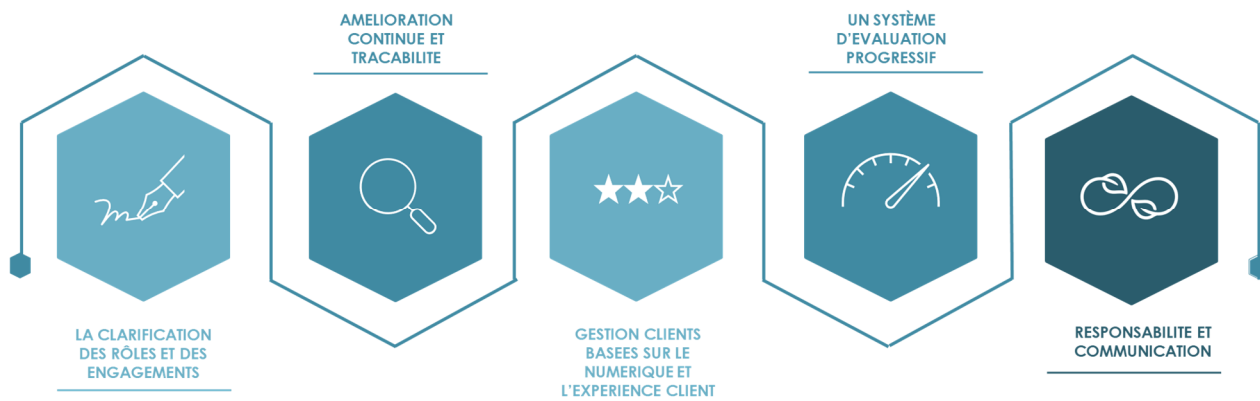 LA CLARIFICATION
DES RÔLES ET DES
ENGAGEMENTS
AMELIORATION
CONTINUE ET
TRACABILITE
GESTION CLIENTS
BASEES SUR LE
NUMERIQUE ET
L'EXPERIENCE CLIENT
UN SYSTÈME
D'EVALUATION
PROGRESSIF
RESPONSABILITE ET
COMMUNICATION